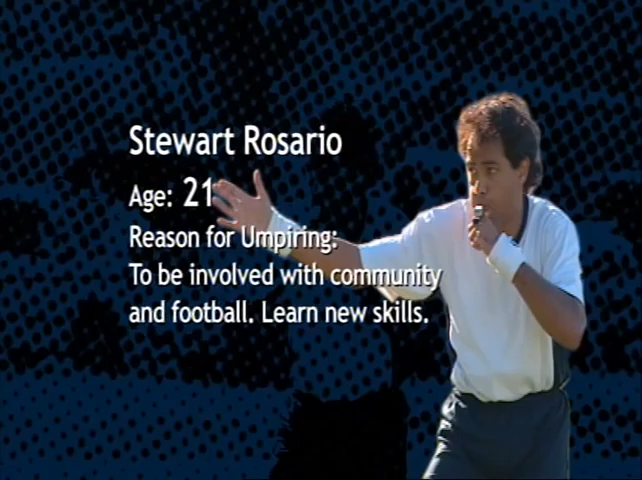 Stewart Rosario
Age: 21
Reason for Umpiring:
To be involved with community
and football. Learn new skills.